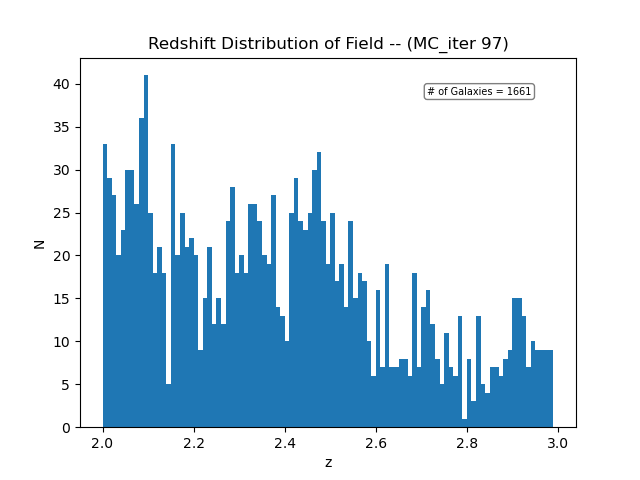 Redshift Distribution of Field -- (MC_iter 97)
# of Galaxies = 1661
N
40
35
30
25
20
15
10
5
0
2.0 2.2 2.4 2.6 2.8 3.0
z